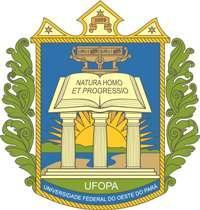 NATURA HOMO
ET PROGRESSIO
UFOPA
UNIVERSIDADE FEDERAL DO OESTE DO PARÁ